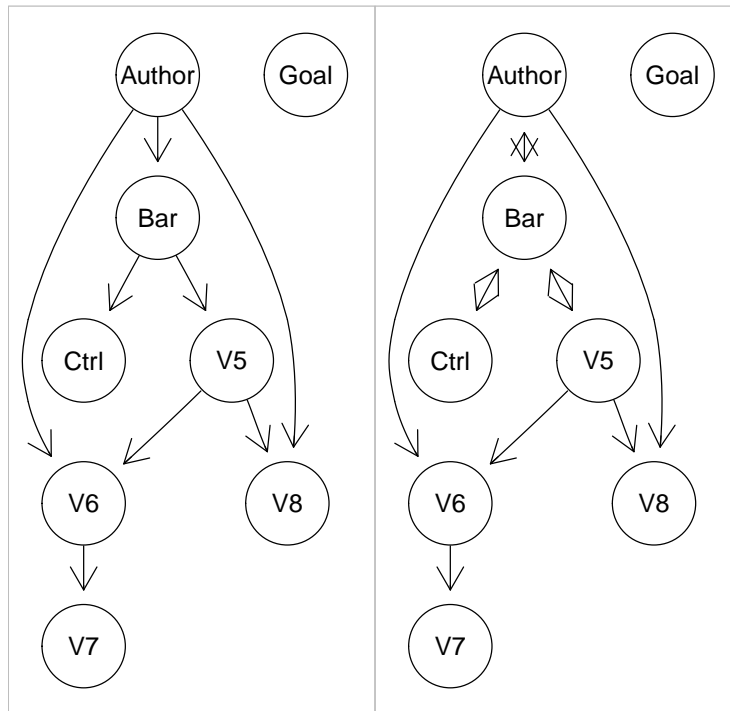 Author Goal
Bar
Ctrl V5
V6 V8
V7
Author Goal
Bar
Ctrl V5
V6 V8
V7